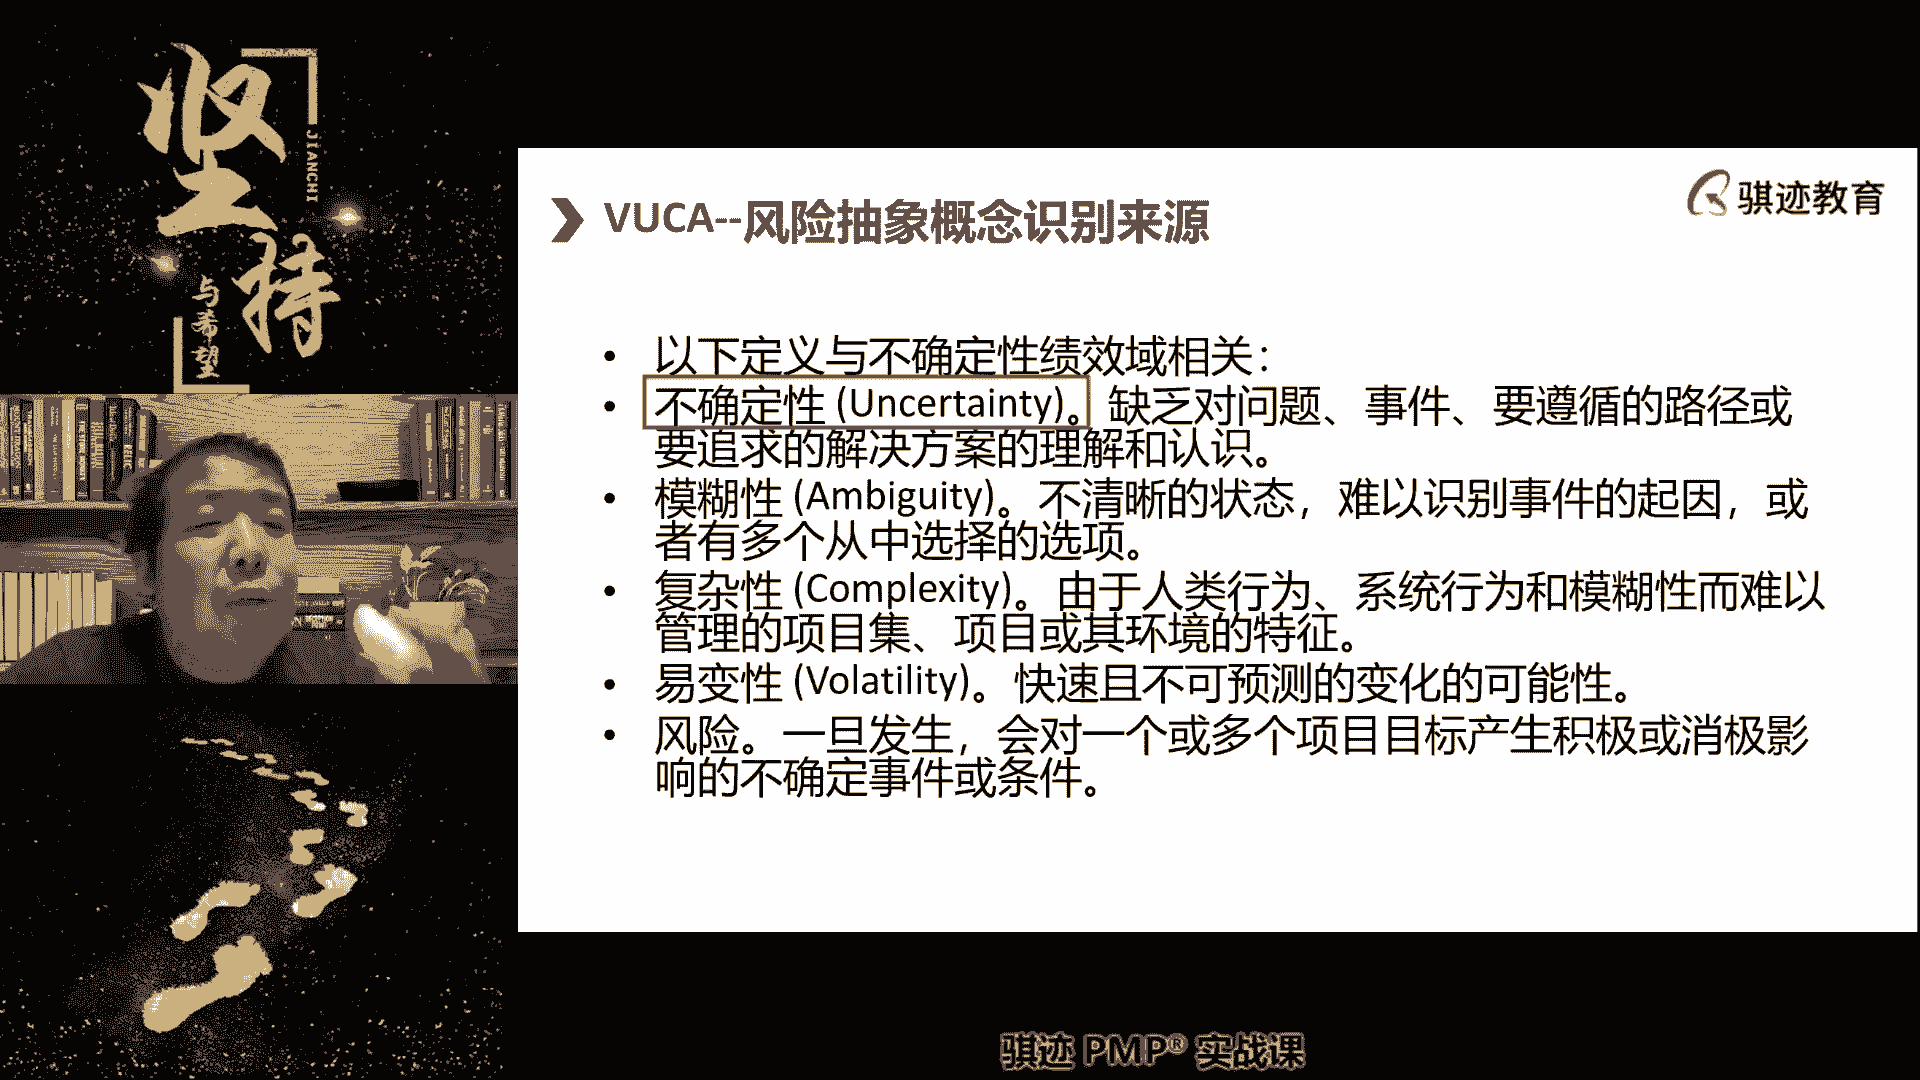 坚持
JIANCHI
与希望
骐迹教育
VUCA--风险抽象概念识别来源
• 以下定义与不确定性绩效域相关：
• 不确定性 (Uncertainty)。缺乏对问题、事件、要遵循的路径或
要追求的解决方案的理解和认识。
• 模糊性 (Ambiguity)。不清晰的状态，难以识别事件的起因，或
者有多个从中选择的选项。
• 复杂性 (Complexity)。由于人类行为、系统行为和模糊性而难以
管理的项目集、项目或其环境的特征。
• 易变性 (Volatility)。快速且不可预测的变化的可能性。
• 风险。一旦发生，会对一个或多个项目目标产生积极或消极影
响的不确定事件或条件。
骐迹 PMP® 实战课